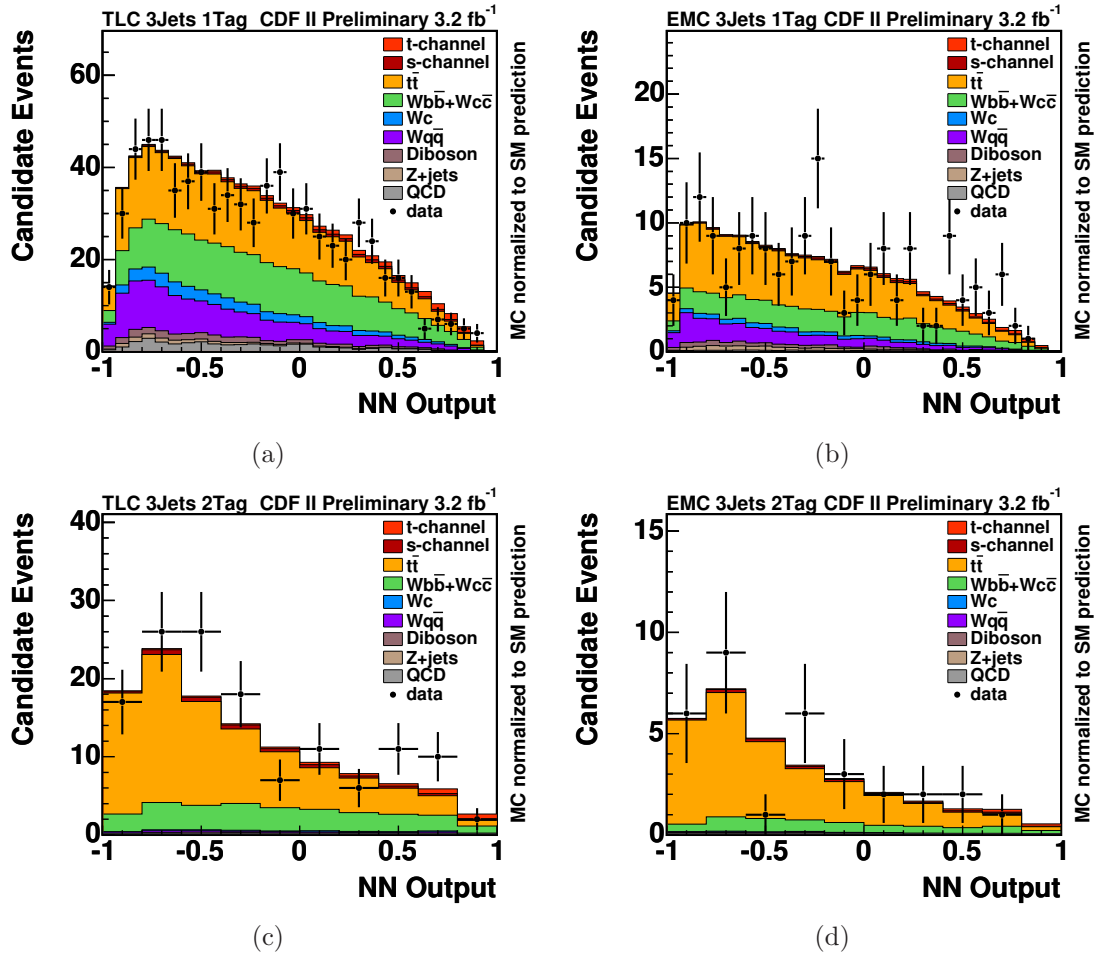 TLC 3Jets 1Tag CDF II Preliminary 3.2 fb-1
Candidate Events
60
40
20
0
t-channel
s-channel
tt̄
Wbb̄+Wcc̄
Wc
Wqq̄
Diboson
Z+jets
QCD
data
MC normalized to SM prediction
-1 -0.5 0 0.5 1
NN Output
(a)
EMC 3Jets 1Tag CDF II Preliminary 3.2 fb-1
Candidate Events
20
15
10
5
0
t-channel
s-channel
tt̄
Wbb̄+Wcc̄
Wc
Wqq̄
Diboson
Z+jets
QCD
data
MC normalized to SM prediction
-1 -0.5 0 0.5 1
NN Output
(b)
TLC 3Jets 2Tag CDF II Preliminary 3.2 fb-1
Candidate Events
40
30
20
10
0
t-channel
s-channel
tt̄
Wbb̄+Wcc̄
Wc
Wqq̄
Diboson
Z+jets
QCD
data
MC normalized to SM prediction
-1 -0.5 0 0.5 1
NN Output
(c)
EMC 3Jets 2Tag CDF II Preliminary 3.2 fb-1
Candidate Events
15
10
5
0
t-channel
s-channel
tt̄
Wbb̄+Wcc̄
Wc
Wqq̄
Diboson
Z+jets
QCD
data
MC normalized to SM prediction
-1 -0.5 0 0.5 1
NN Output
(d)